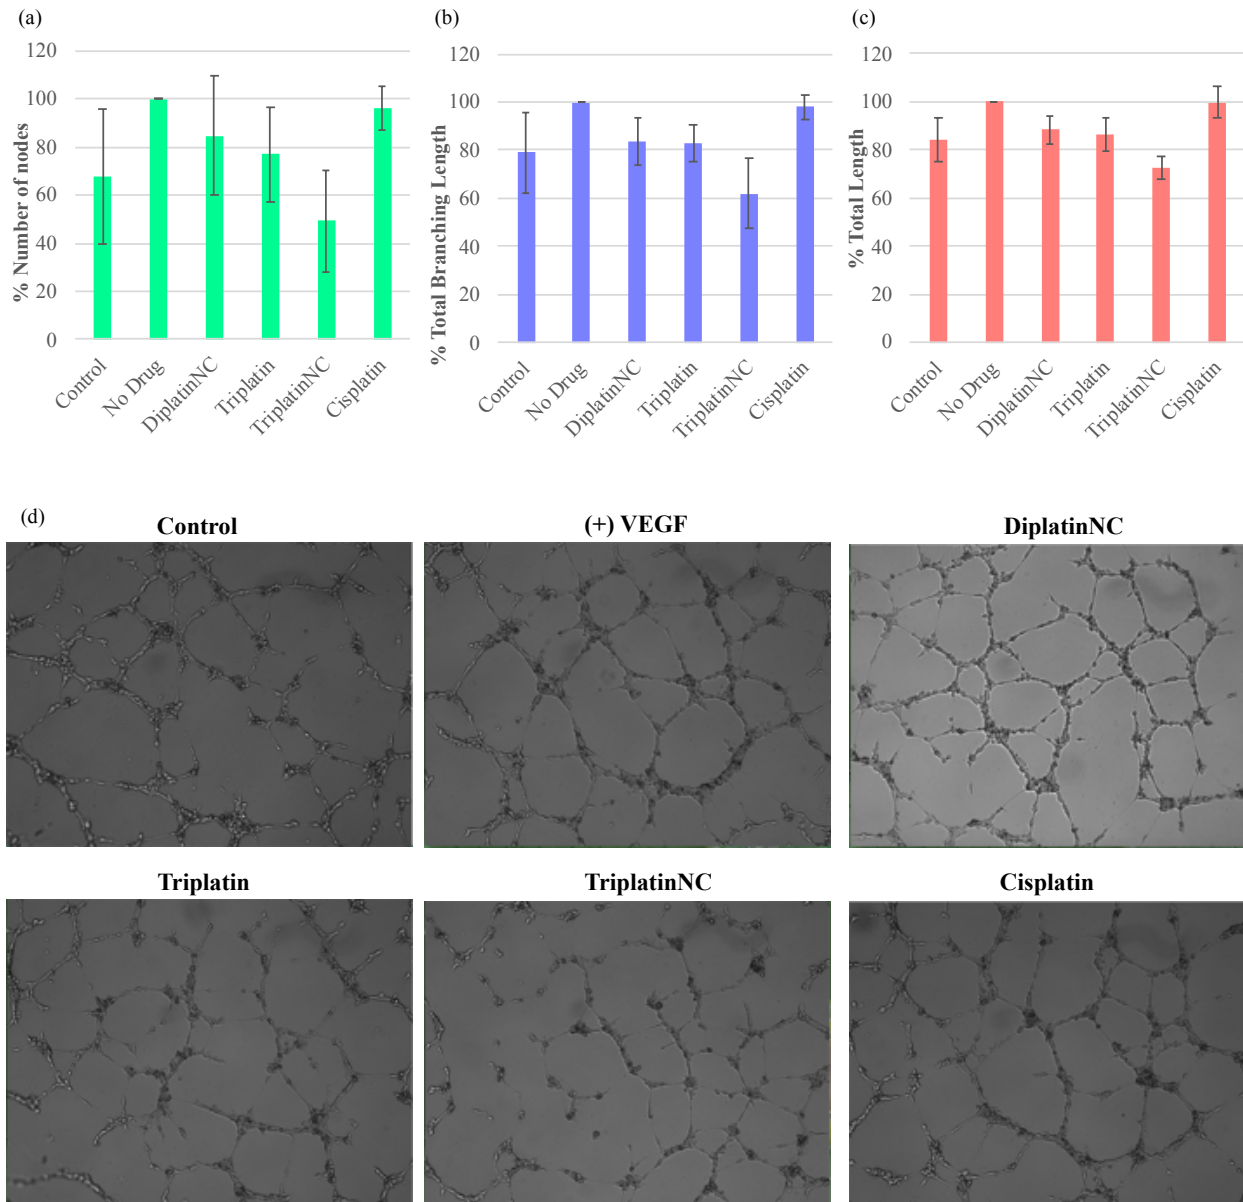 (a)
% Number of nodes
120
100
80
60
40
20
0
Control
No Drug
DiplatinNC
Triplatin
TriplatinNC
Cisplatin
(b)
% Total Branching Length
120
100
80
60
40
20
0
Control
No Drug
DiplatinNC
Triplatin
TriplatinNC
Cisplatin
(c)
% Total Length
120
100
80
60
40
20
0
Control
No Drug
DiplatinNC
Triplatin
TriplatinNC
Cisplatin
(d)
Control
(+) VEGF
DiplatinNC
Triplatin
TriplatinNC
Cisplatin